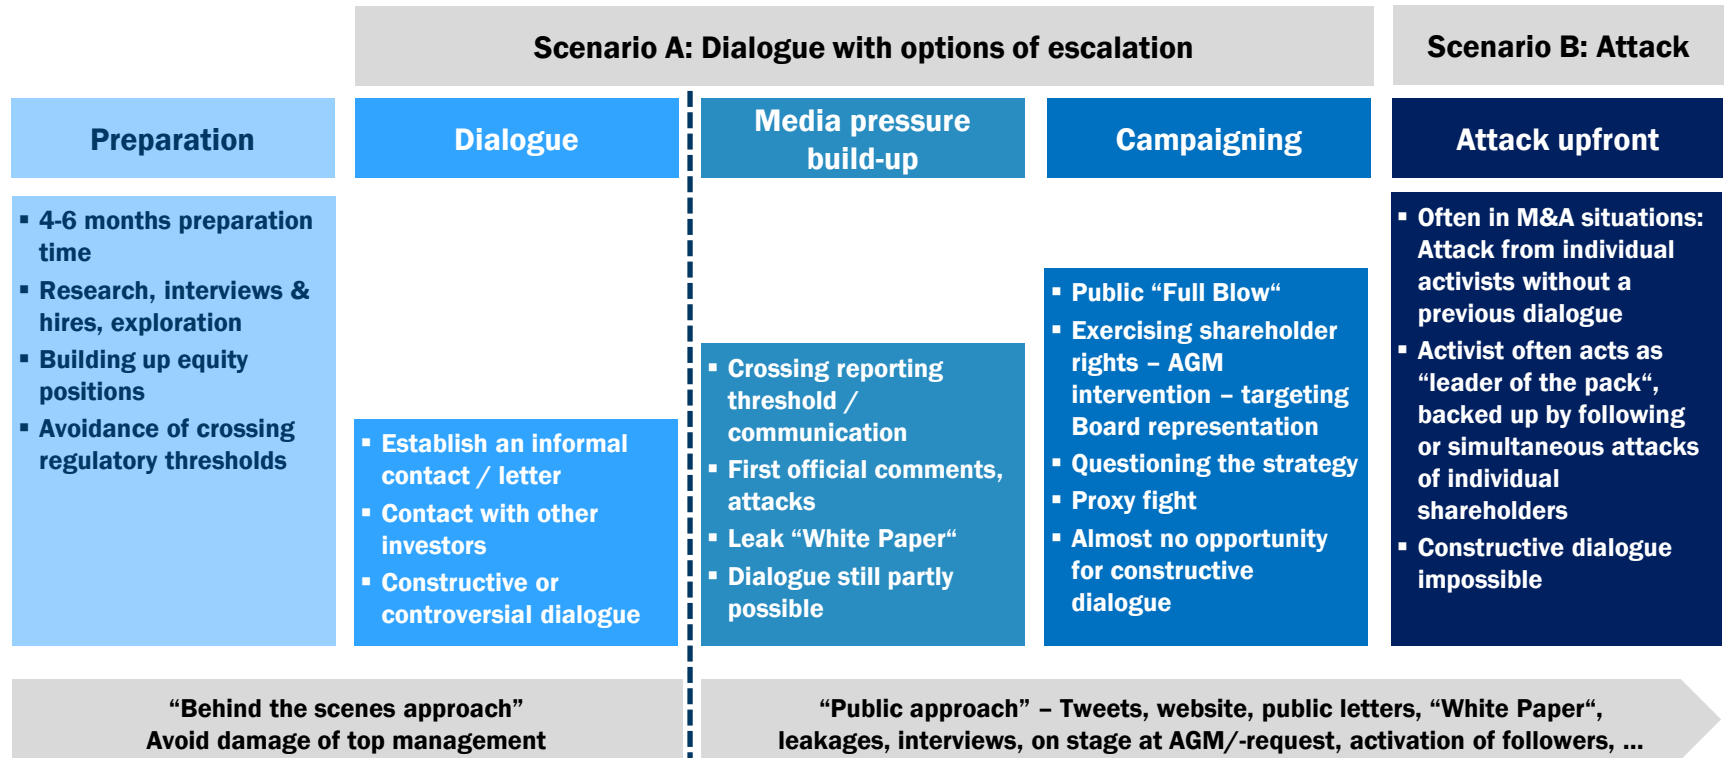 Scenario A: Dialogue with options of escalation
Scenario B: Attack
Preparation
Dialogue
Media pressure
build-up
Campaigning
Attack upfront
▪ 4-6 months preparation
time
▪ Research, interviews &
hires, exploration
▪ Building up equity
positions
▪ Avoidance of crossing
regulatory thresholds
▪ Establish an informal
contact / letter
▪ Contact with other
investors
▪ Constructive or
controversial dialogue
▪ Crossing reporting
threshold /
communication
▪ First official comments,
attacks
▪ Leak “White Paper“
▪ Dialogue still partly
possible
▪ Public “Full Blow“
▪ Exercising shareholder
rights – AGM
intervention – targeting
Board representation
▪ Questioning the strategy
▪ Proxy fight
▪ Almost no opportunity
for constructive
dialogue
▪ Often in M&A situations:
Attack from individual
activists without a
previous dialogue
▪ Activist often acts as
“leader of the pack“,
backed up by following
or simultaneous attacks
of individual
shareholders
▪ Constructive dialogue
impossible
“Behind the scenes approach”
Avoid damage of top management
“Public approach” – Tweets, website, public letters, “White Paper“,
leakages, interviews, on stage at AGM/-request, activation of followers, …